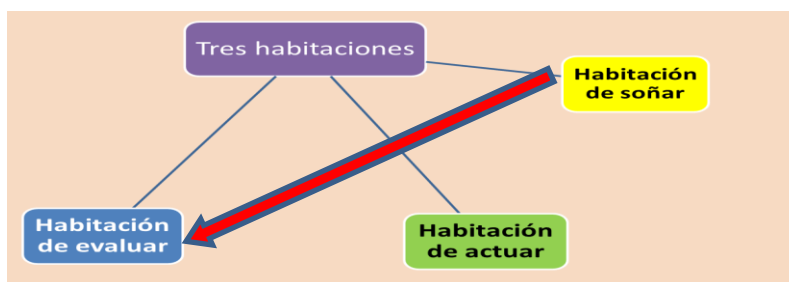 Tres habitaciones
Habitación
de soñar
Habitación
de evaluar
Habitación
de actuar